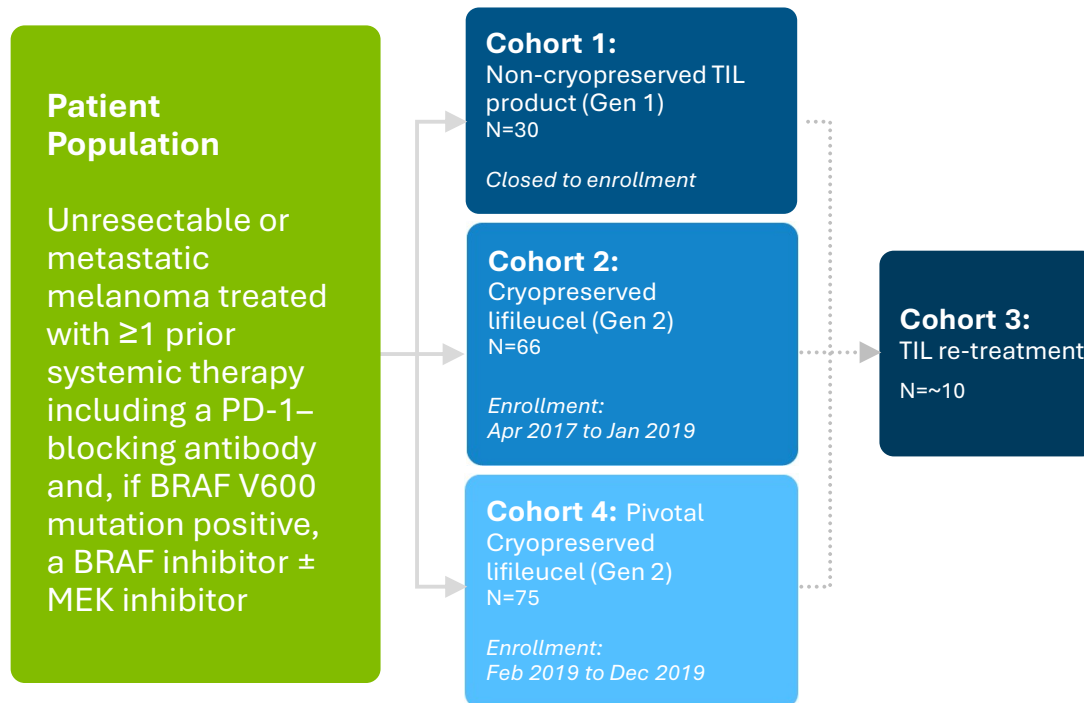 Patient
Population
Unresectable or
metastatic
melanoma treated
with ≥1 prior
systemic therapy
including a PD-1–
blocking antibody
and, if BRAF V600
mutation positive,
a BRAF inhibitor ±
MEK inhibitor
Cohort 1:
Non-cryopreserved TIL
product (Gen 1)
N=30
Closed to enrollment
Cohort 2:
Cryopreserved
lifileucel (Gen 2)
N=66
Enrollment:
Apr 2017 to Jan 2019
Cohort 4: Pivotal
Cryopreserved
lifileucel (Gen 2)
N=75
Enrollment:
Feb 2019 to Dec 2019
Cohort 3:
TIL re-treatment
N=~10